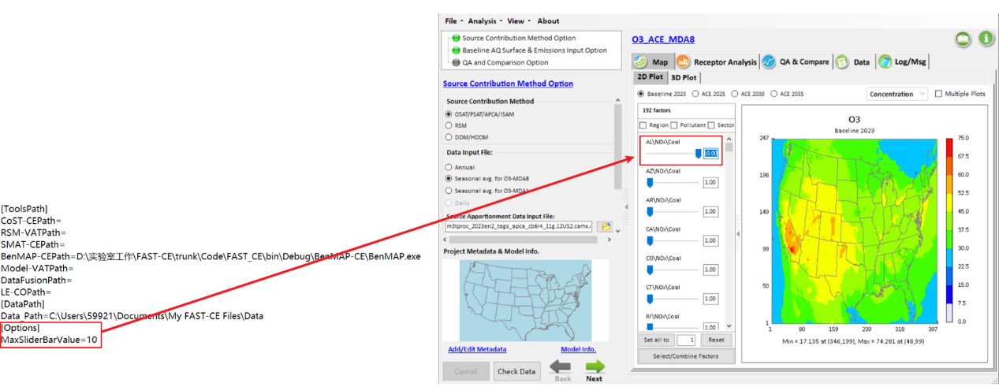 [ToolsPath]
CoST-CEPath=
RSM-VATPath=
SMAT-CEPath=
BenMAP-CEPath=D:\实验室工作\FAST-CE\trunk\Code\FAST_CE\bin\Debug\BenMAP-CE\BenMAP.exe
Model-VATPath=
DataFusionPath=
LE-COPath=
[DataPath]
Data_Path=C:\Users\59921\Documents\My FAST-CE Files\Data
[Options]
MaxSliderBarValue=10
File Analysis View About
Source Contribution Method Option
Baseline AQ Surface & Emissions Input Option
QA and Comparison Option
Source Contribution Method Option
Source Contribution Method
OSAT/PSAT/APCA/ISAM
RSM
DDM/HDDM
Data Input File:
Annual
Seasonal avg. for O3-MDA8
Seasonal avg. for O3-MDA1
Daily
Source Apportionment Data Input File:
m3tproc_2023en2_tags_apca_cb6r4_11g.12US2.camx.
Project Metadata & Model Info.
Add/Edit Metadata Model Info.
Cancel Check Data Back Next
O3_ACE_MDA8
Map Receptor Analysis QA & Compare Data Log/Msg
2D Plot 3D Plot
Baseline 2023 ACE 2025 ACE 2030 ACE 2035 Concentration Multiple Plots
192 factors
Region Pollutant Sector
AL\NOx\Coal
0.00
AZ\NOx\Coal
1.00
AR\NOx\Coal
1.00
CA\NOx\Coal
1.00
CO\NOx\Coal
1.00
CT\NOx\Coal
1.00
RI\NOx\Coal
1.00
Set all to 1 Reset
Select/Combine Factors
O3
Baseline 2023
247
198
149
99
50
1
1 80 159 239 318 397
Min = 17.135 at (346,199), Max = 74.281 at (48,99)
75.0
67.5
60.0
52.5
45.0
37.5
30.0
22.5
15.0
7.5
0.0